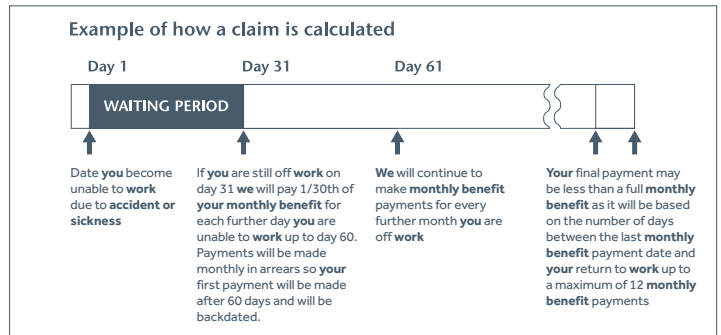 Example of how a claim is calculated
Day 1
Day 31
Day 61
WAITING PERIOD
Date you become
unable to work
due to accident or
sickness
If you are still off work on
day 31 we will pay 1/30th of
your monthly benefit for
each further day you are
unable to work up to day 60.
Payments will be made
monthly in arrears so your
first payment will be made
after 60 days and will be
backdated.
We will continue to
make monthly benefit
payments for every
further month you are
off work
Your final payment may
be less than a full monthly
benefit as it will be based
on the number of days
between the last monthly
benefit payment date and
your return to work up to
a maximum of 12 monthly
benefit payments